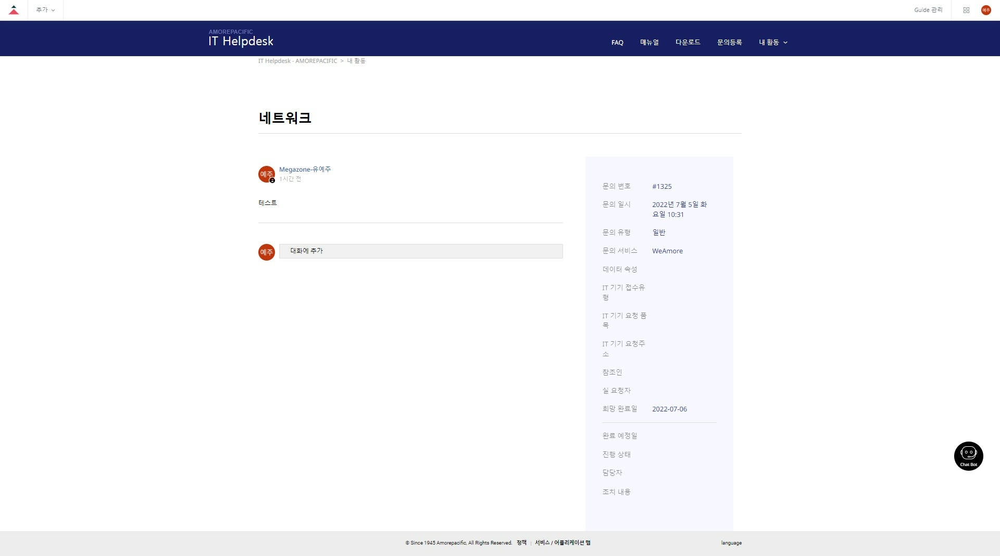 추가
Guide 관리
예주
AMOREPACIFIC
IT Helpdesk
FAQ 매뉴얼 다운로드 문의등록 내 활동
IT Helpdesk - AMOREPACIFIC > 내 활동
네트워크
예주
Megazone-유예주
1시간 전
테스트
예주
대화에 추가
문의 번호 #1325
문의 일시 2022년 7월 5일 화
요일 10:31
문의 유형 일반
문의 서비스 WeAmore
데이터 속성
IT 기기 접수유
형
IT 기기 요청 품
목
IT 기기 요청주
소
참조인
실 요청자
희망 완료일 2022-07-06
완료 예정일
진행 상태
담당자
조치 내용
Chat Bot
© Since 1945 Amorepacific, All Rights Reserved. 정책 | 서비스 / 어플리케이션 맵
language